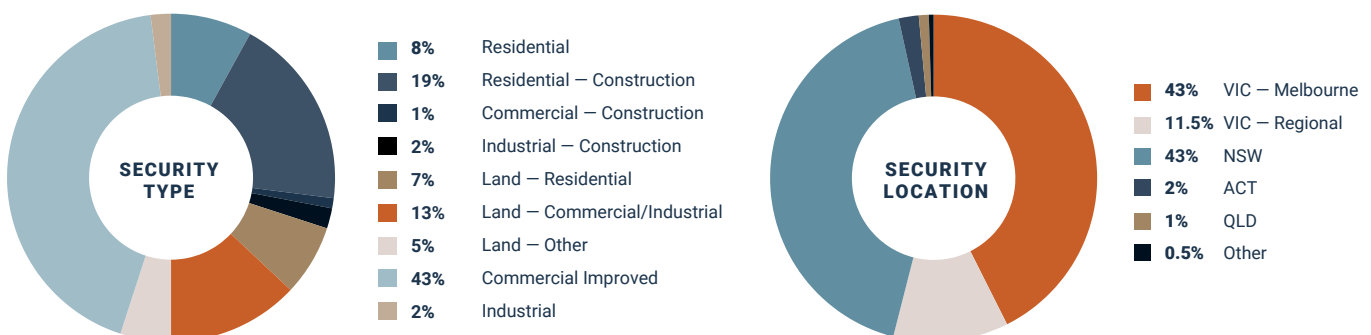 SECURITY
TYPE
8% Residential
19% Residential — Construction
1% Commercial — Construction
2% Industrial — Construction
7% Land — Residential
13% Land — Commercial/Industrial
5% Land — Other
43% Commercial Improved
2% Industrial
SECURITY
LOCATION
43% VIC — Melbourne
11.5% VIC — Regional
43% NSW
2% ACT
1% QLD
0.5% Other